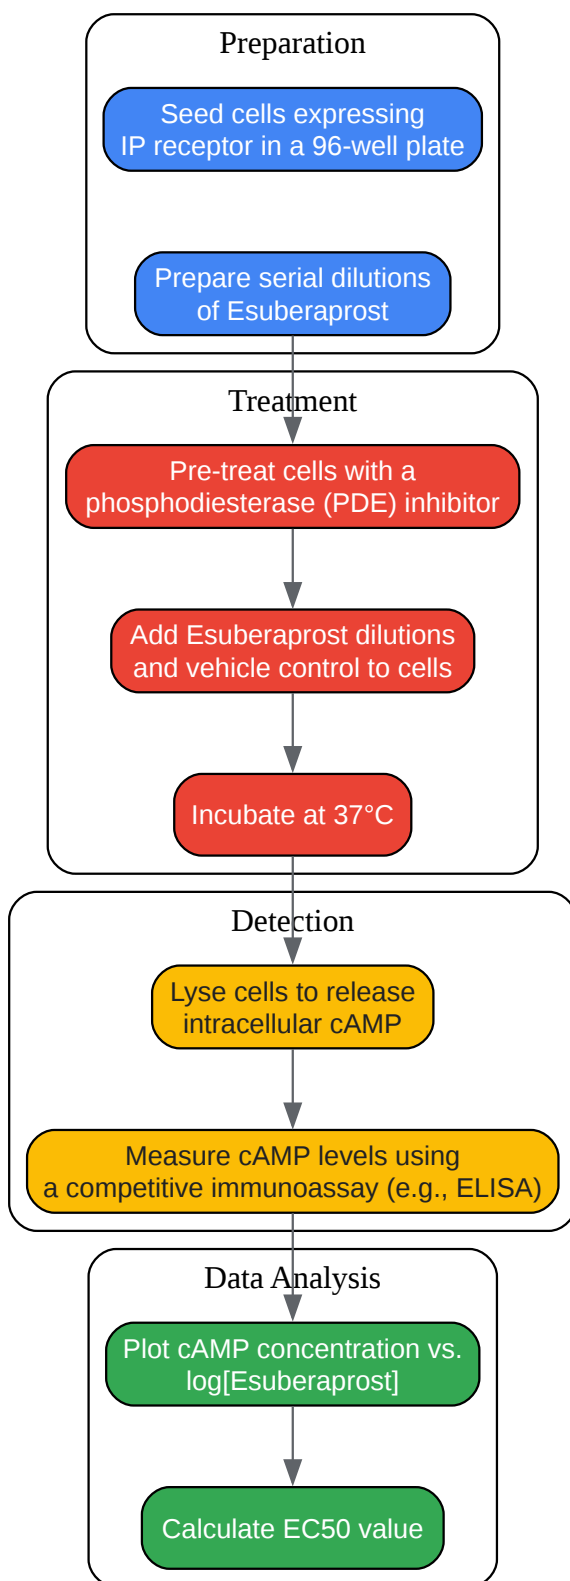 Preparation
Seed cells expressing
IP receptor in a 96-well plate
Prepare serial dilutions
of Esuberaprost
Treatment
Pre-treat cells with a
phosphodiesterase (PDE) inhibitor
Add Esuberaprost dilutions
and vehicle control to cells
Incubate at 37°C
Detection
Lyse cells to release
intracellular cAMP
Measure cAMP levels using
a competitive immunoassay (e.g., ELISA)
Data Analysis
Plot cAMP concentration vs.
log[Esuberaprost]
Calculate EC50 value